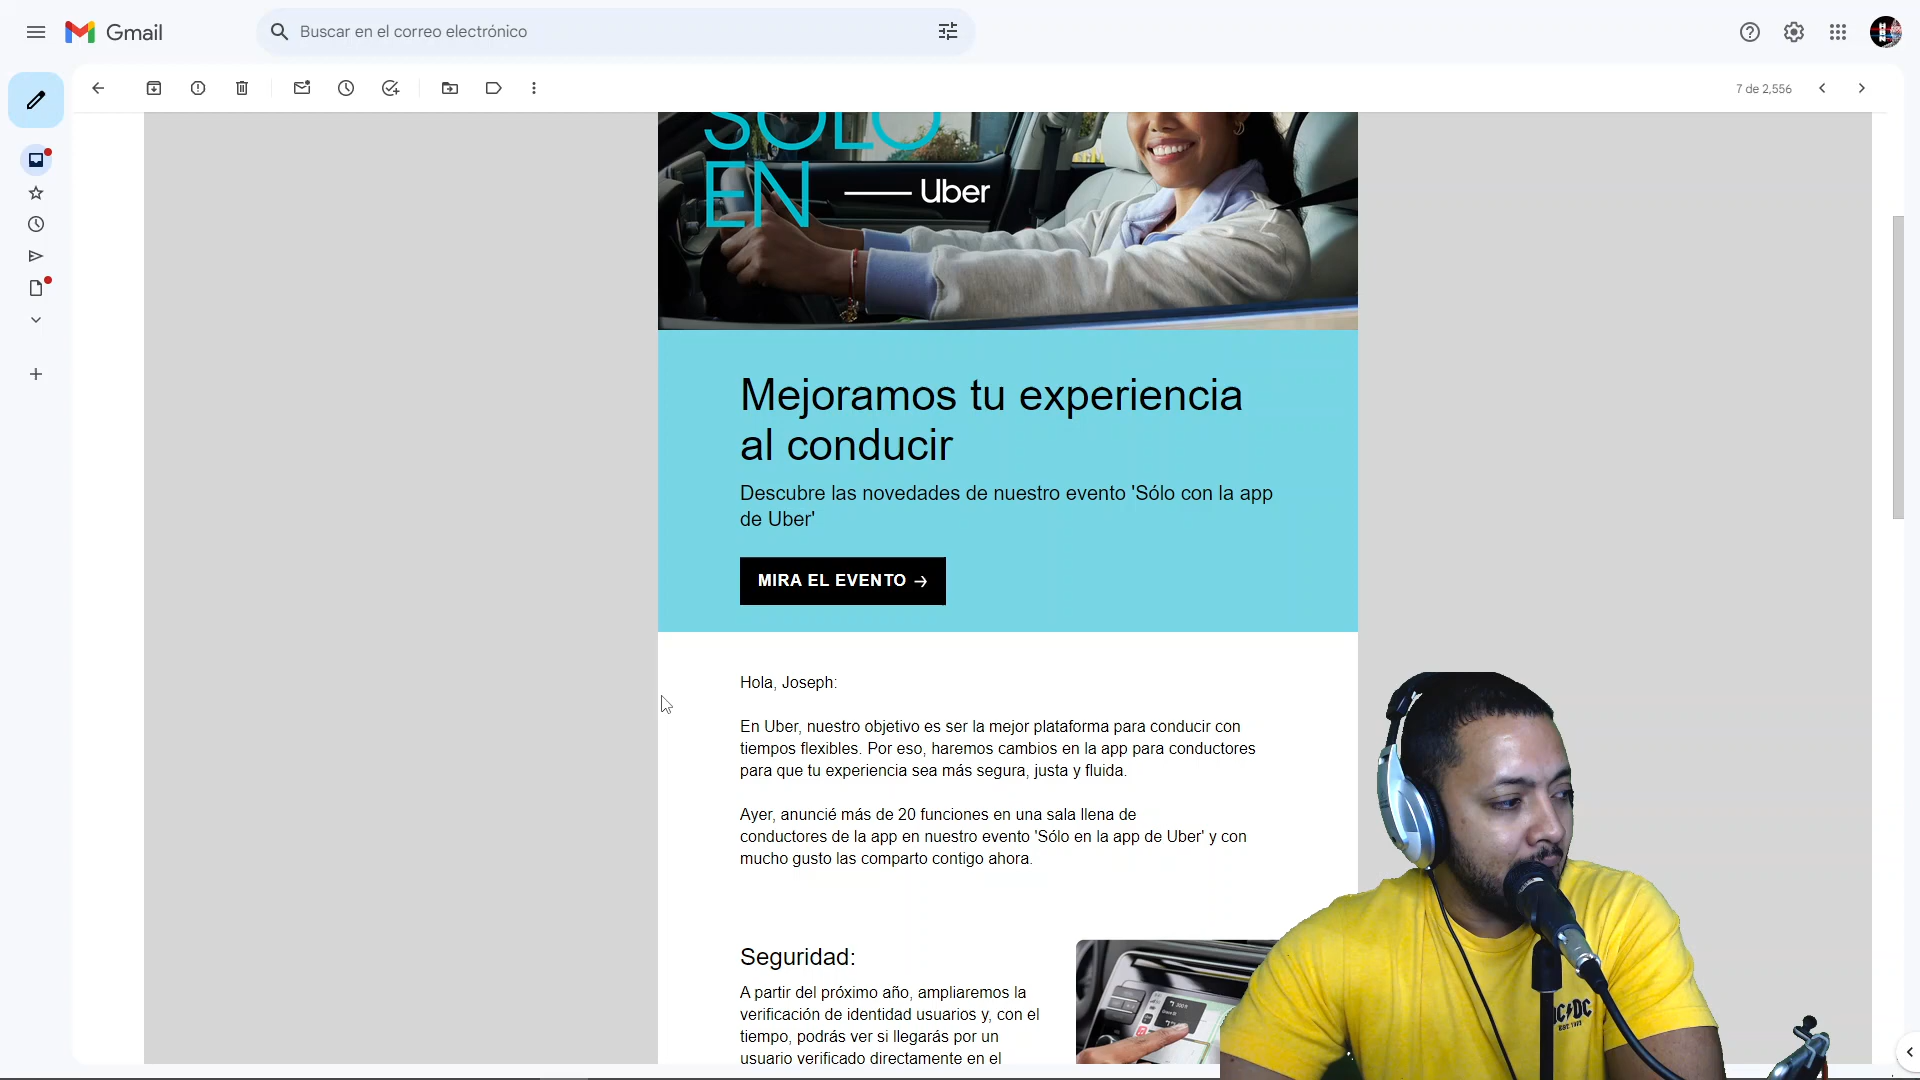 Gmail
Buscar en el correo electrónico
7 de 2,556
SÓLO
EN
Uber
Mejoramos tu experiencia
al conducir
Descubre las novedades de nuestro evento 'Sólo con la app
de Uber'
MIRA EL EVENTO →
Hola, Joseph:
En Uber, nuestro objetivo es ser la mejor plataforma para conducir con
tiempos flexibles. Por eso, haremos cambios en la app para conductores
para que tu experiencia sea más segura, justa y fluida.
Ayer, anuncié más de 20 funciones en una sala llena de
conductores de la app en nuestro evento 'Sólo en la app de Uber' y con
mucho gusto las comparto contigo ahora.
Seguridad:
A partir del próximo año, ampliaremos la
verificación de identidad usuarios y, con el
tiempo, podrás ver si llegarás por un
usuario verificado directamente en el